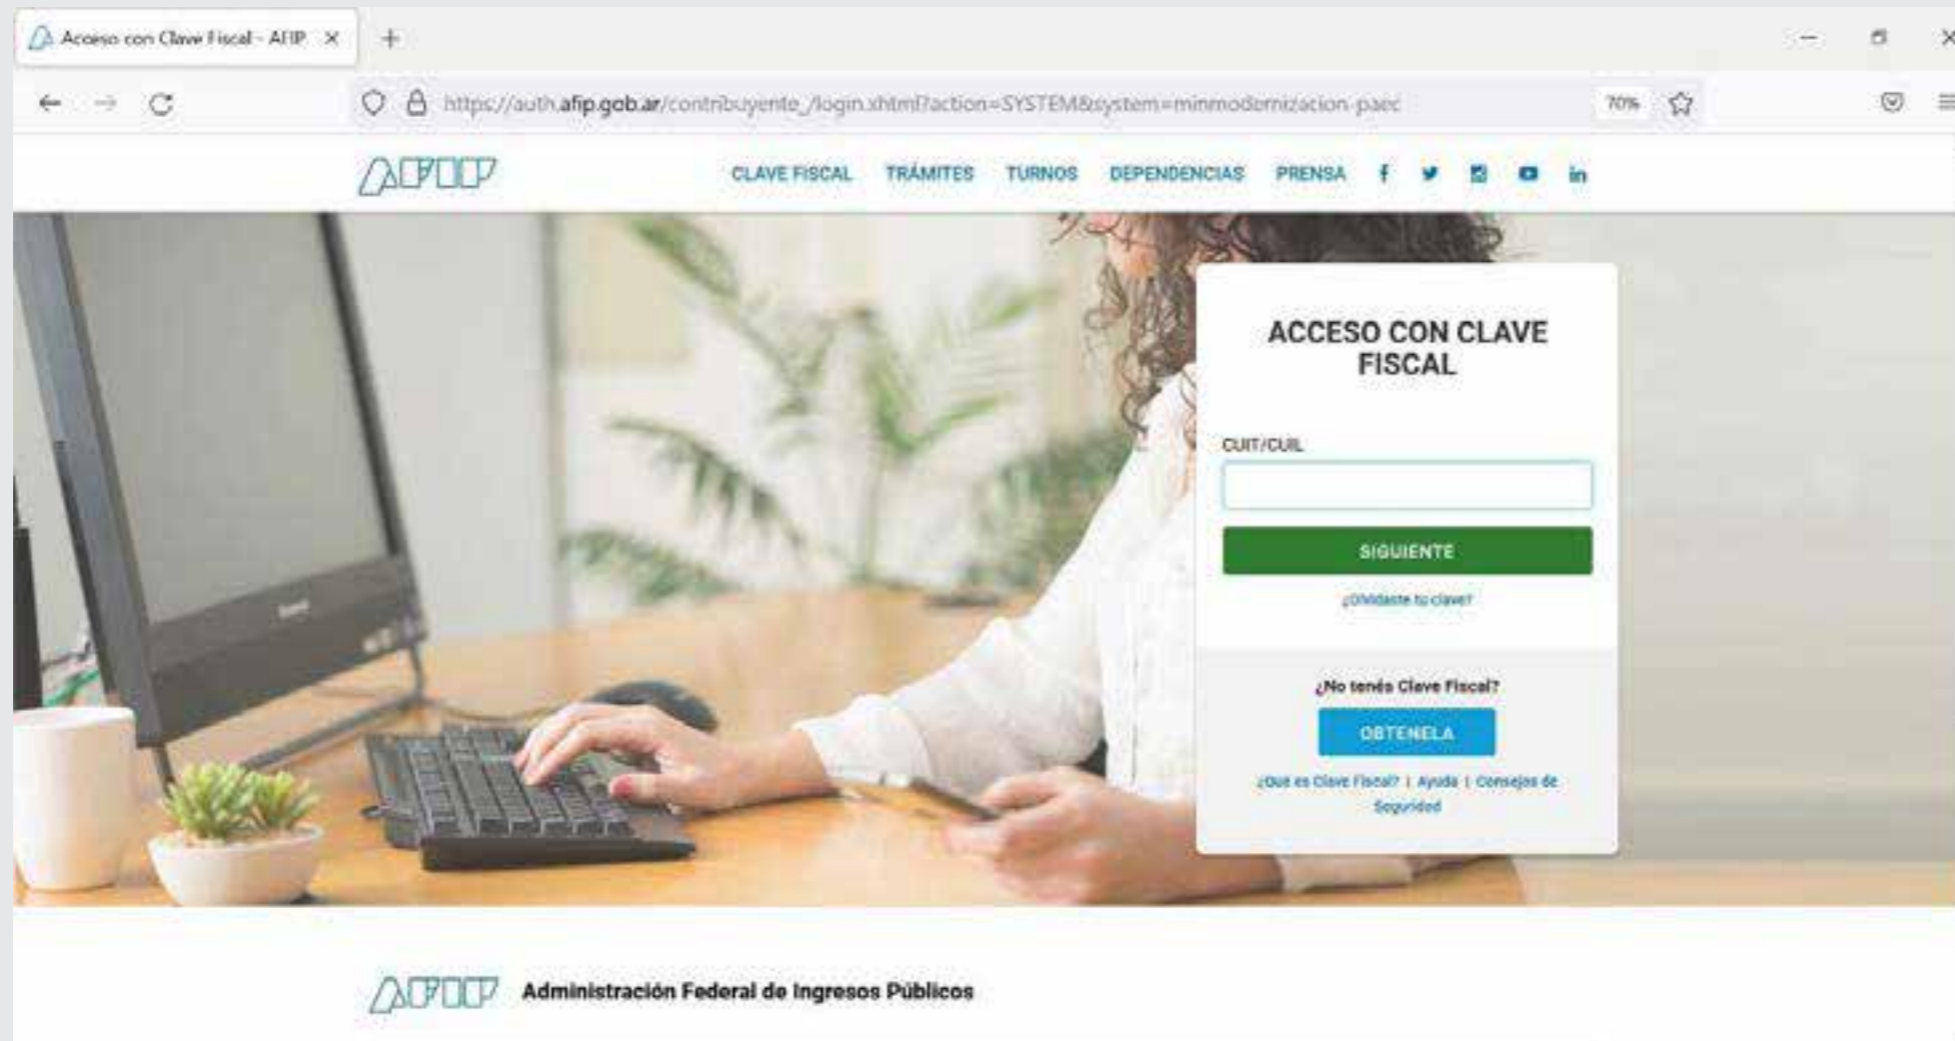 Acceso con Clave Fiscal - AFIP
https://auth.afip.gob.ar/contribuyente_/login.xhtml?action=SYSTEM&system=minmodernizacion-paec
70%
AFIP
CLAVE FISCAL TRÁMITES TURNOS DEPENDENCIAS PRENSA
ACCESO CON CLAVE
FISCAL
CUIT/CUIL
SIGUIENTE
¿Olvidaste tu clave?
¿No tenés Clave Fiscal?
OBTENELA
¿Qué es Clave Fiscal? | Ayuda | Consejos de
Seguridad
AFIP Administración Federal de Ingresos Públicos